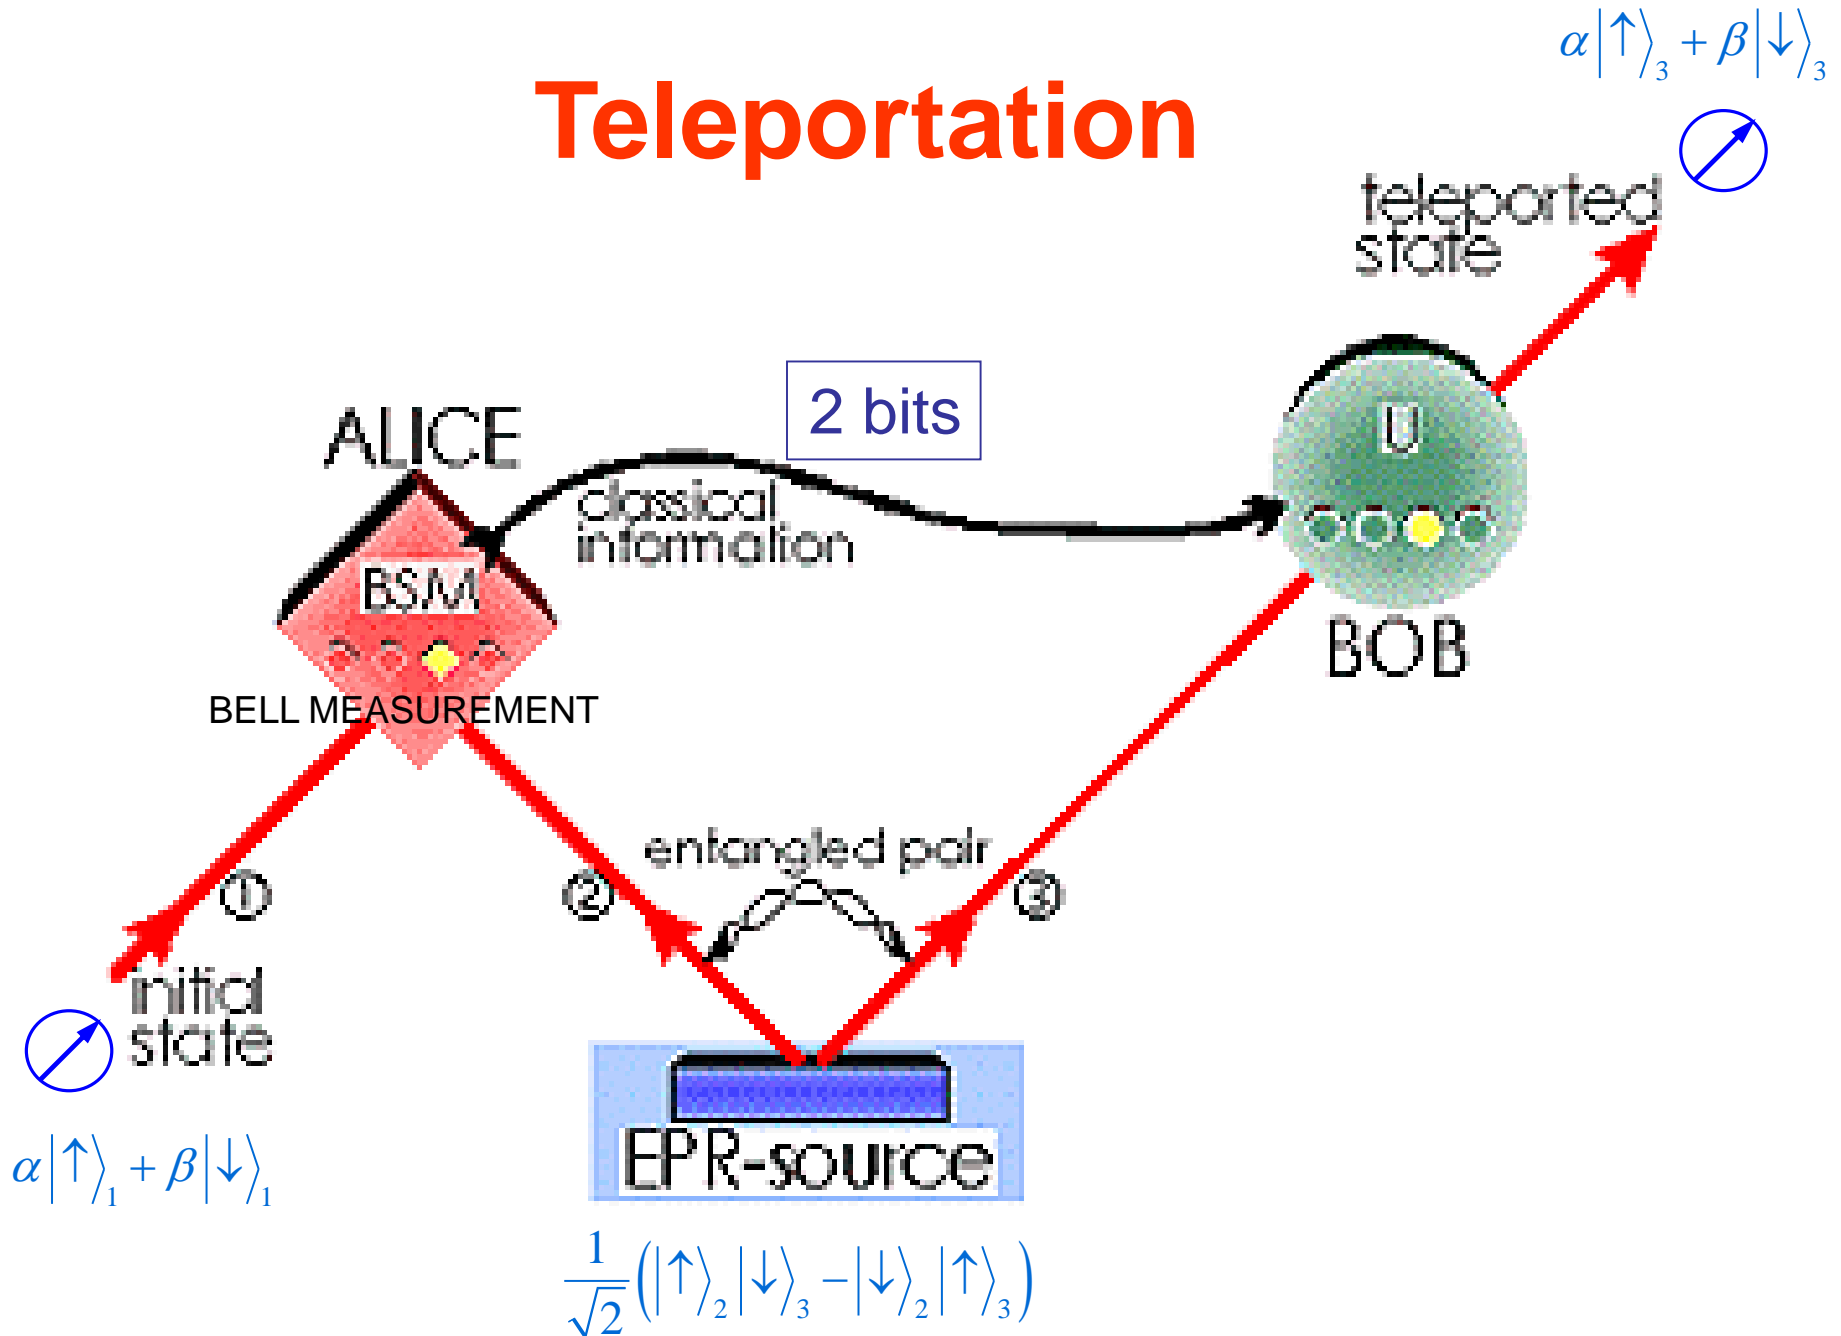 α|↑⟩₃ + β|↓⟩₃
Teleportation
teleported
state
2 bits
ALICE
U
classical
information
BSM
BOB
BELL MEASUREMENT
entangled pair
① ② ③
initial
state
EPR-source
α|↑⟩₁ + β|↓⟩₁
1/√2 (|↑⟩₂|↓⟩₃ − |↓⟩₂|↑⟩₃)